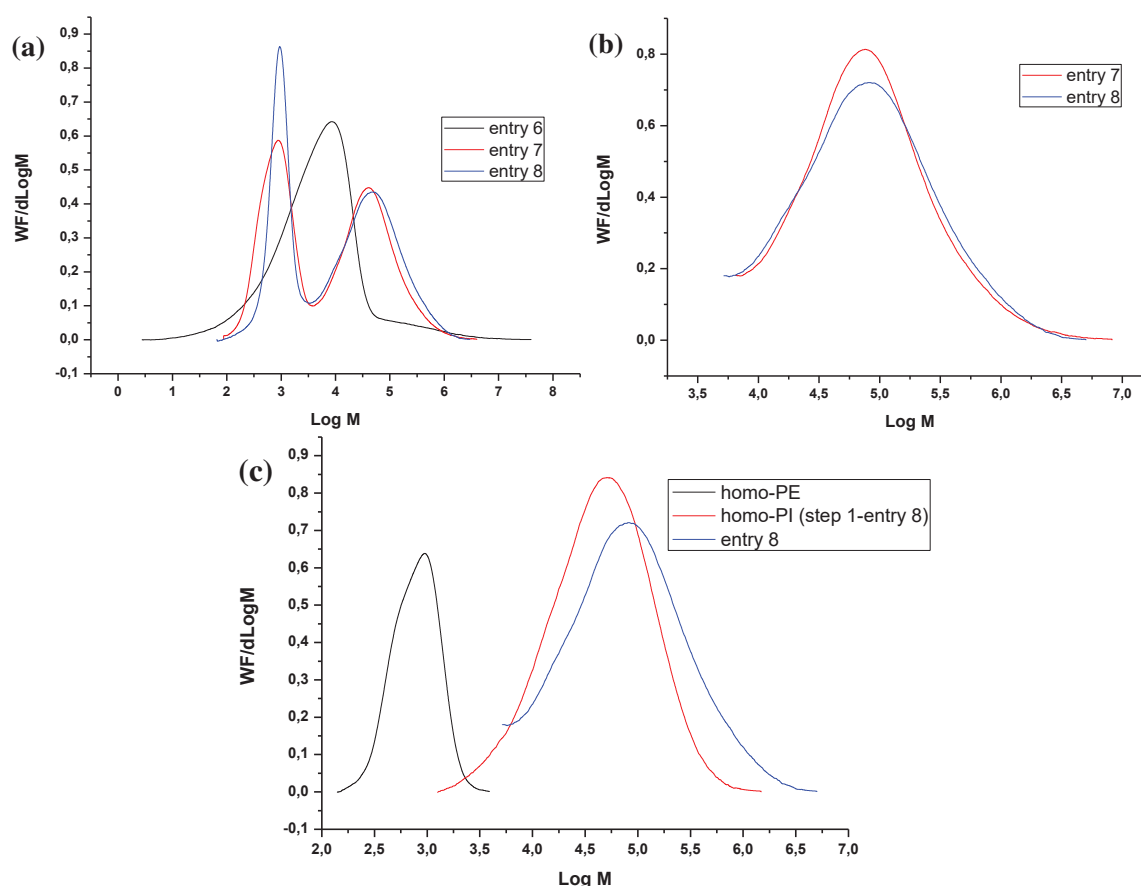 (a)
WF/dLogM
0,9
0,8
0,7
0,6
0,5
0,4
0,3
0,2
0,1
0,0
-0,1
0 1 2 3 4 5 6 7 8
Log M
entry 6
entry 7
entry 8
(b)
WF/dLogM
0,8
0,6
0,4
0,2
0,0
3,5 4,0 4,5 5,0 5,5 6,0 6,5 7,0
Log M
entry 7
entry 8
(c)
WF/dLogM
0,9
0,8
0,7
0,6
0,5
0,4
0,3
0,2
0,1
0,0
-0,1
2,0 2,5 3,0 3,5 4,0 4,5 5,0 5,5 6,0 6,5 7,0
Log M
homo-PE
homo-PI (step 1-entry 8)
entry 8